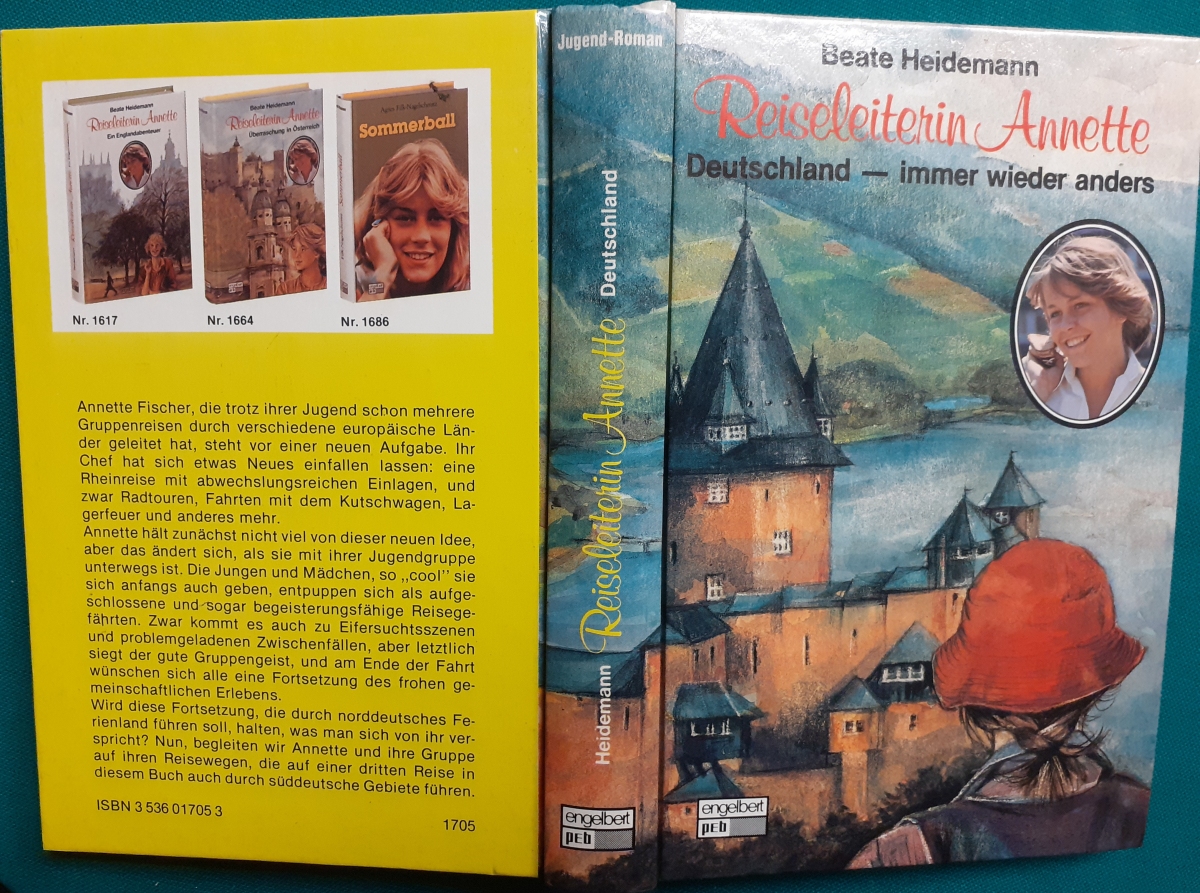 Beate Heidemann
Reiseleiterin Annette
Ein Englandabenteuer
Beate Heidemann
Reiseleiterin Annette
Überraschung in Österreich
Sommerball
Nr. 1617
Nr. 1664
Nr. 1686
Annette Fischer, die trotz ihrer Jugend schon mehrere
Gruppenreisen durch verschiedene europäische Län-
der geleitet hat, steht vor einer neuen Aufgabe. Ihr
Chef hat sich etwas Neues einfallen lassen: eine
Rheinreise mit abwechslungsreichen Einlagen, und
zwar Radtouren, Fahrten mit dem Kutschwagen, La-
gerfeuer und anderes mehr.
Annette hält zunächst nicht viel von dieser neuen Idee,
aber das ändert sich, als sie mit ihrer Jugendgruppe
unterwegs ist. Die Jungen und Mädchen, so „cool" sie
sich anfangs auch geben, entpuppen sich als aufge-
schlossene und sogar begeisterungsfähige Reisege-
fährten. Zwar kommt es auch zu Eifersuchtsszenen
und problemgeladenen Zwischenfällen, aber letztlich
siegt der gute Gruppengeist, und am Ende der Fahrt
wünschen sich alle eine Fortsetzung des frohen ge-
meinschaftlichen Erlebens.
Wird diese Fortsetzung, die durch norddeutsches Fe-
rienland führen soll, halten, was man sich von ihr ver-
spricht? Nun, begleiten wir Annette und ihre Gruppe
auf ihren Reisewegen, die auf einer dritten Reise in
diesem Buch auch durch süddeutsche Gebiete führen.
ISBN 3 536 01705 3
1705
Jugend-Roman
Heidemann Reiseleiterin Annette Deutschland
engelbert
peb
Beate Heidemann
Reiseleiterin Annette
Deutschland — immer wieder anders
engelbert
peb